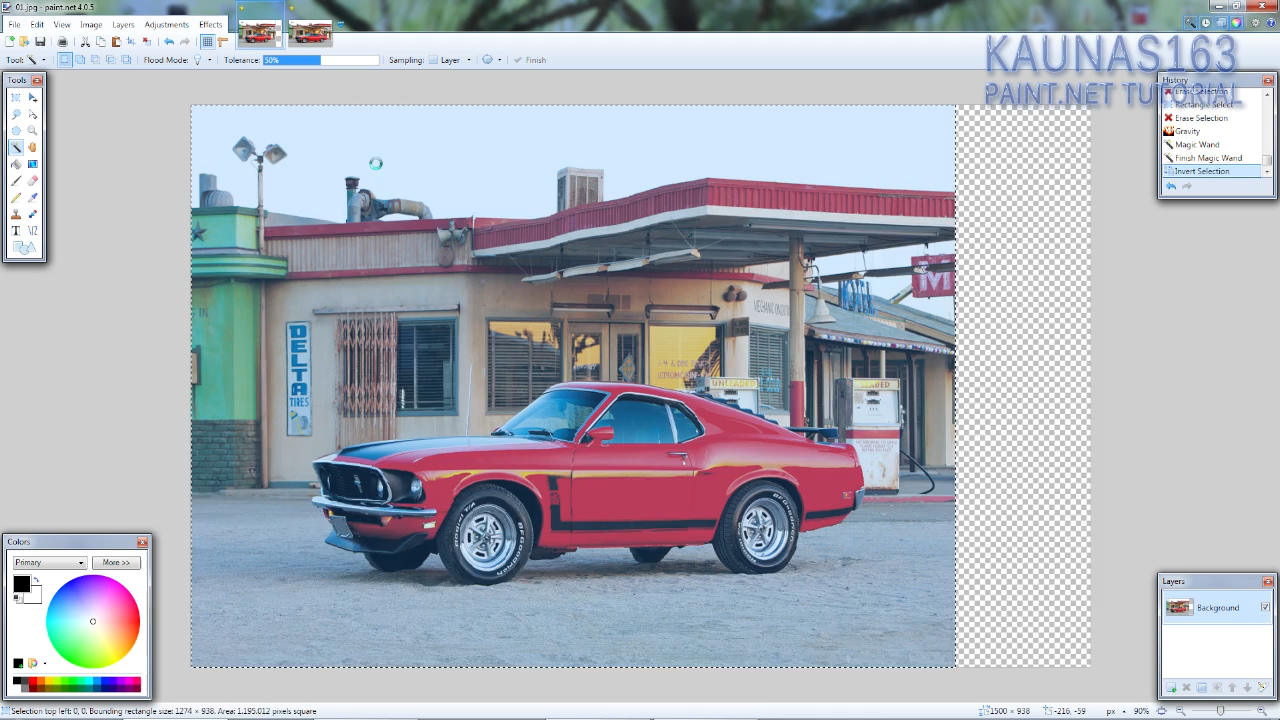 01.jpg - paint.net 4.0.5
File Edit View Image Layers Adjustments Effects
Tool: Flood Mode: Tolerance: 50% Sampling: Layer Finish
KAUNAS163
PAINT.NET TUTORIAL
Tools
History
Erase Selection
Rectangle Select
Erase Selection
Gravity
Magic Wand
Finish Magic Wand
Invert Selection
DELTA
TIRES
UNLEADED
M
Colors
Primary
More >>
Layers
Background
Selection top left: 0, 0. Bounding rectangle size: 1274 × 938. Area: 1,195,012 pixels square
1500 × 938
-216, -59
px
90%